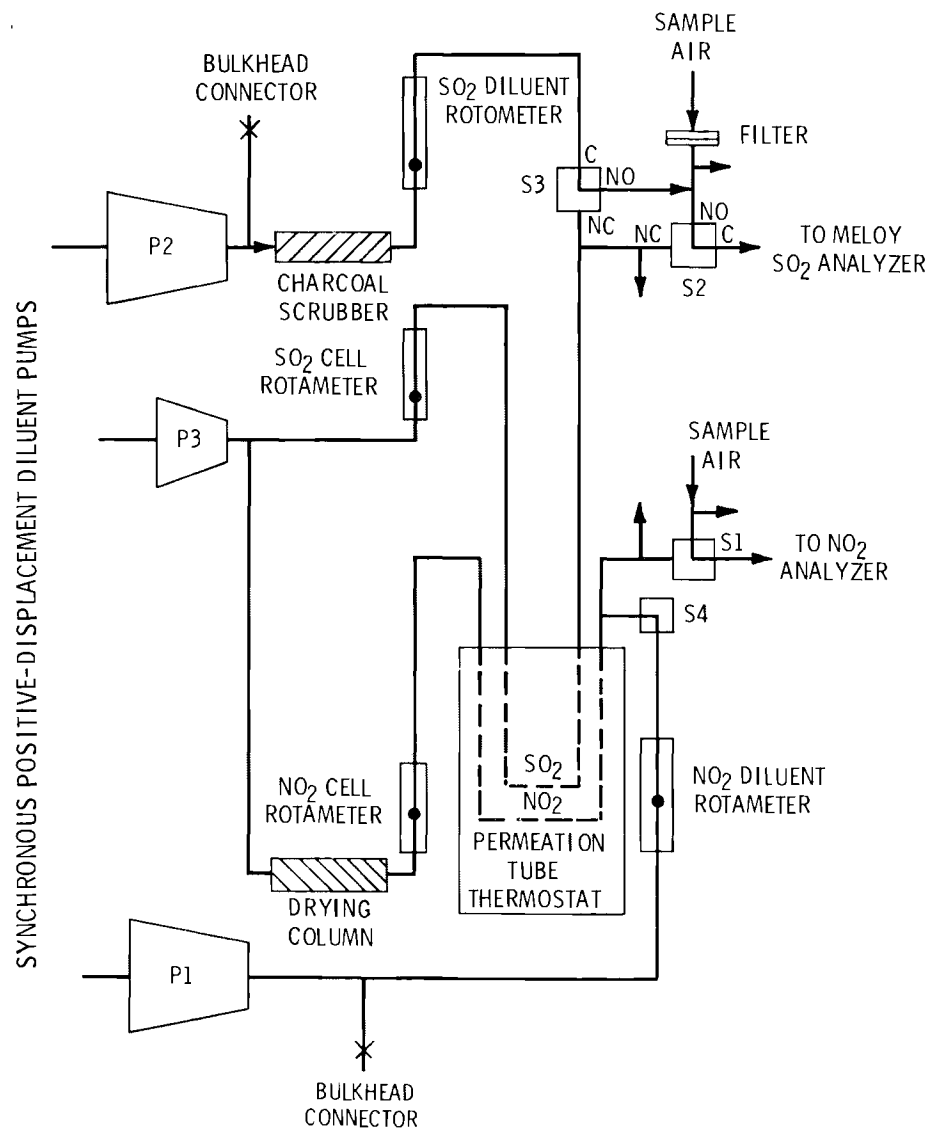 SAMPLE
AIR
BULKHEAD
CONNECTOR
SO2 DILUENT
ROTOMETER
FILTER
C
S3
NO
NC
NO
NC
C
S2
TO MELOY
SO2 ANALYZER
P2
CHARCOAL
SCRUBBER
SO2 CELL
ROTAMETER
P3
SYNCHRONOUS POSITIVE-DISPLACEMENT DILUENT PUMPS
SAMPLE
AIR
S1
TO NO2
ANALYZER
S4
SO2
NO2
PERMEATION
TUBE
THERMOSTAT
NO2 CELL
ROTAMETER
NO2 DILUENT
ROTAMETER
DRYING
COLUMN
P1
BULKHEAD
CONNECTOR